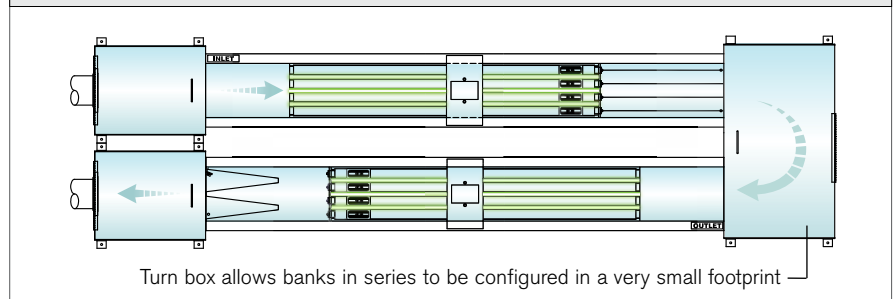 INLET
OUTLET
Turn box allows banks in series to be configured in a very small footprint